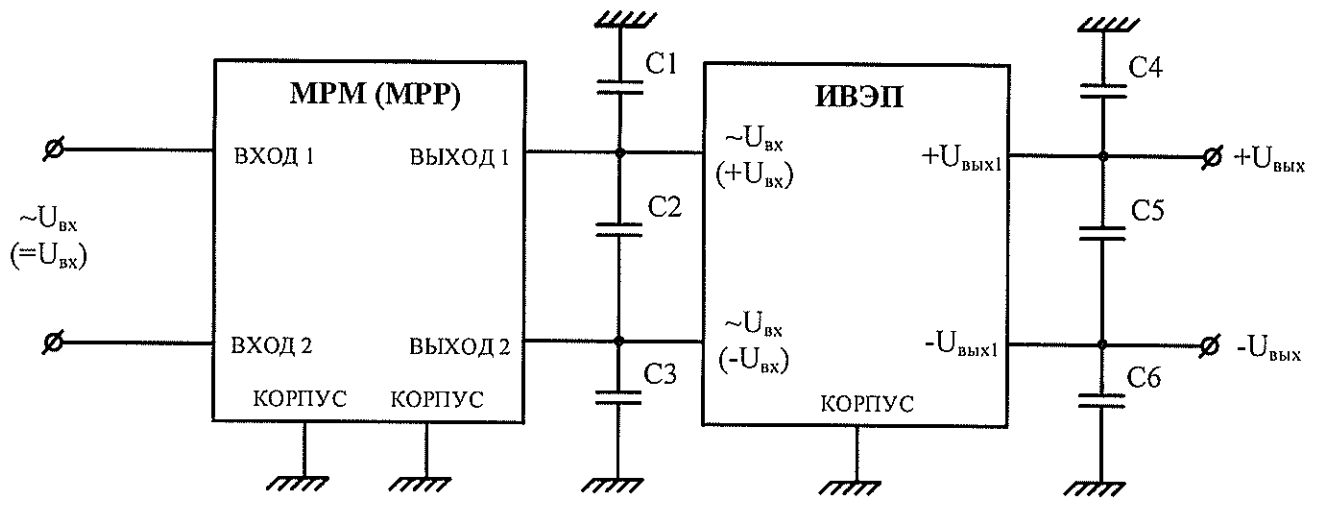 МРМ (МРР)
ВХОД 1
ВЫХОД 1
~Uвх
(=Uвх)
ВХОД 2
ВЫХОД 2
КОРПУС
КОРПУС
C1
C2
C3
ИВЭП
~Uвх
(+Uвх)
+Uвых1
~Uвх
(-Uвх)
-Uвых1
КОРПУС
C4
+Uвых
C5
-Uвых
C6